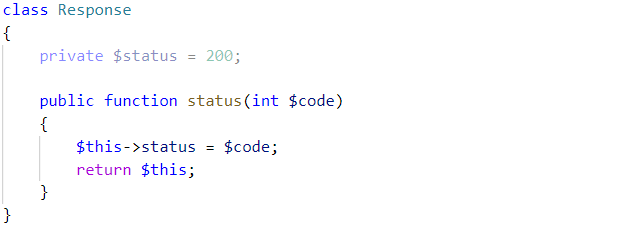 class Response
{
    private $status = 200;

    public function status(int $code)
    {
        $this->status = $code;
        return $this;
    }
}